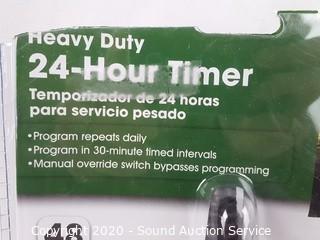 Heavy Duty
24-Hour Timer
Temporizador de 24 horas
para servicio pesado
•Program repeats daily
•Program in 30-minute timed intervals
•Manual override switch bypasses programming
48
Copyright 2020 - Sound Auction Service